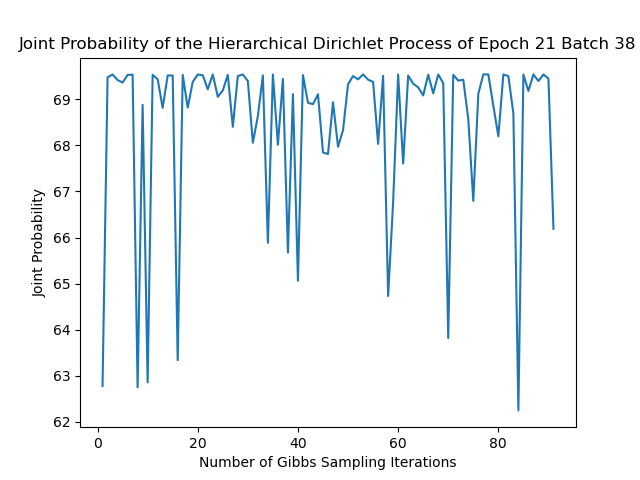 Joint Probability of the Hierarchical Dirichlet Process of Epoch 21 Batch 38
69
68
67
66
65
64
63
62
Joint Probability
0 20 40 60 80
Number of Gibbs Sampling Iterations